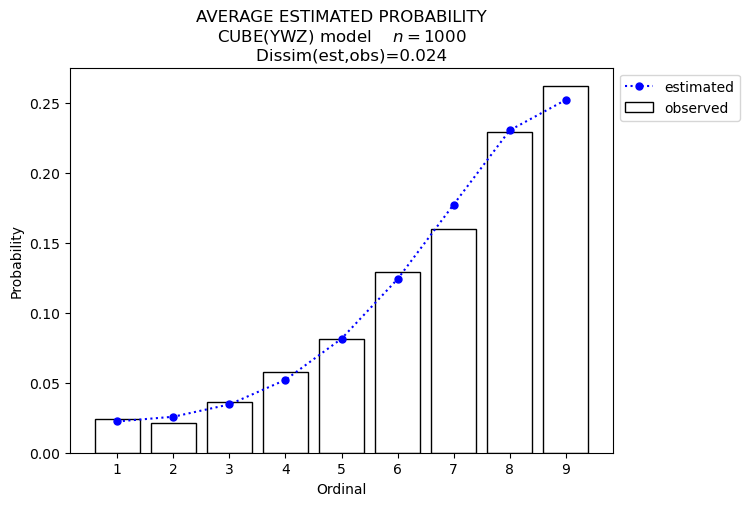 AVERAGE ESTIMATED PROBABILITY
CUBE(YWZ) model n = 1000
Dissim(est,obs)=0.024
estimated
observed
Probability
0.25
0.20
0.15
0.10
0.05
0.00
1 2 3 4 5 6 7 8 9
Ordinal